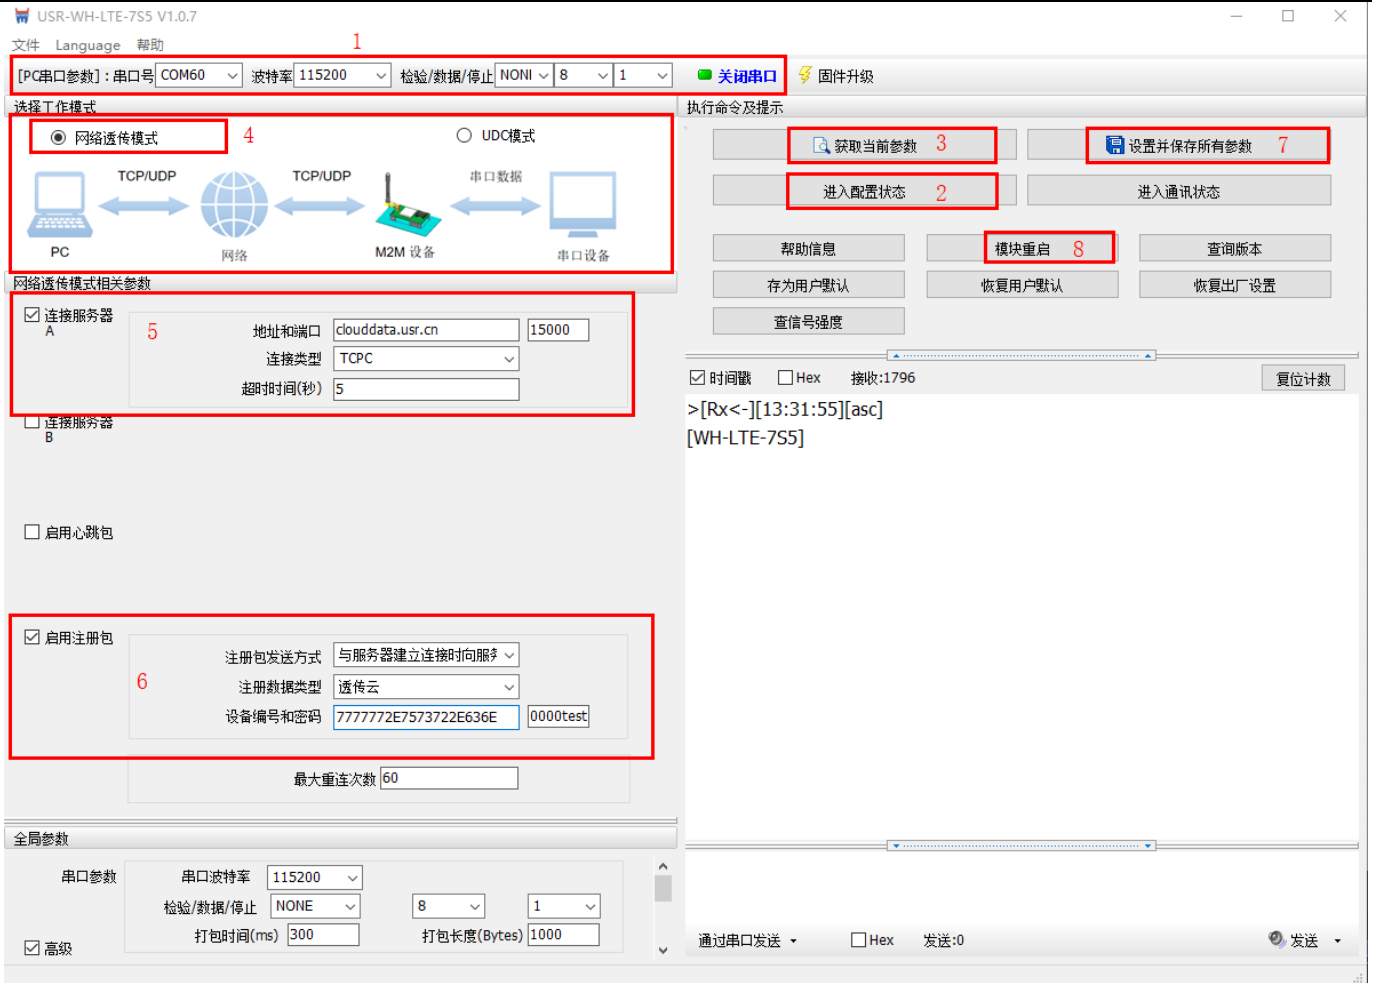 USR-WH-LTE-7S5 V1.0.7
文件 Language 帮助
1
[PC串口参数]：串口号 COM60 波特率 115200 检验/数据/停止 NONI 8 1 关闭串口 固件升级
选择工作模式
网络透传模式 4 UDC模式
TCP/UDP TCP/UDP 串口数据
PC 网络 M2M 设备 串口设备
网络透传模式相关参数
连接服务器
A
5
地址和端口 clouddata.usr.cn 15000
连接类型 TCPC
超时时间(秒) 5
连接服务器
B
启用心跳包
启用注册包
6
注册包发送方式 与服务器建立连接时向服务
注册数据类型 透传云
设备编号和密码 7777772E7573722E636E 0000test
最大重连次数 60
全局参数
串口参数 串口波特率 115200
检验/数据/停止 NONE 8 1
打包时间(ms) 300 打包长度(Bytes) 1000
高级
执行命令及提示
获取当前参数 3 设置并保存所有参数 7
进入配置状态 2 进入通讯状态
帮助信息 模块重启 8 查询版本
存为用户默认 恢复用户默认 恢复出厂设置
查信号强度
时间戳 Hex 接收:1796 复位计数
>[Rx<-][13:31:55][asc]
[WH-LTE-7S5]
通过串口发送 Hex 发送:0 发送